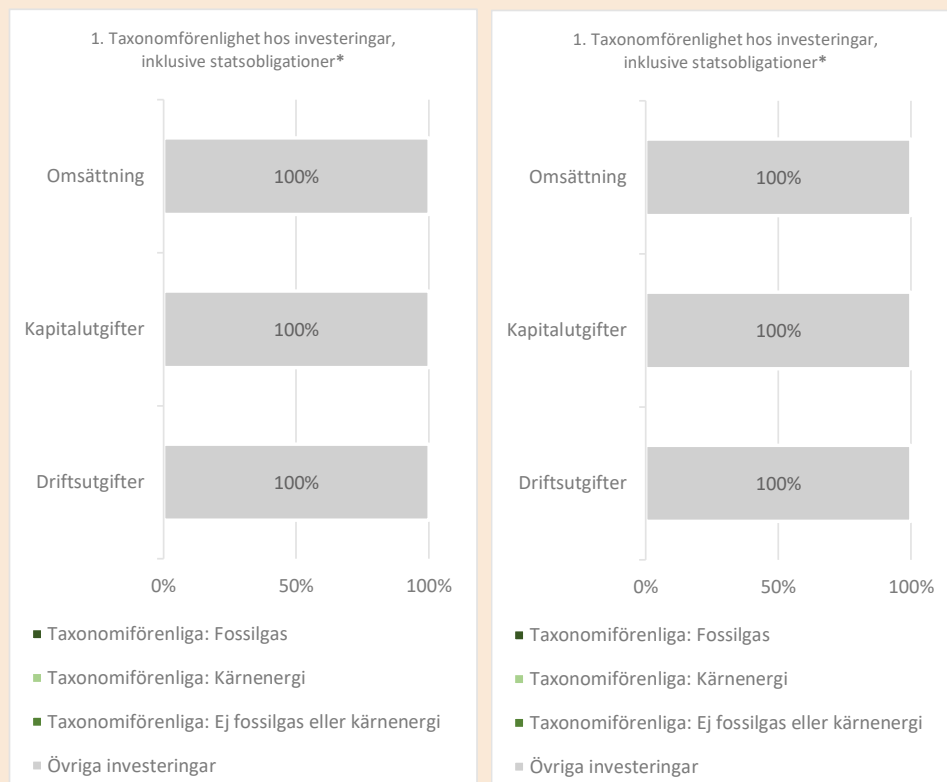 1. Taxonomförenlighet hos investeringar,
inklusive statsobligationer*
Omsättning
100%
Kapitalutgifter
100%
Driftsutgifter
100%
0%
50%
100%
Taxonomiförenliga: Fossilgas
Taxonomiförenliga: Kärnenergi
Taxonomiförenliga: Ej fossilgas eller kärnenergi
Övriga investeringar
1. Taxonomförenlighet hos investeringar,
inklusive statsobligationer*
Omsättning
100%
Kapitalutgifter
100%
Driftsutgifter
100%
0%
50%
100%
Taxonomiförenliga: Fossilgas
Taxonomiförenliga: Kärnenergi
Taxonomiförenliga: Ej fossilgas eller kärnenergi
Övriga investeringar